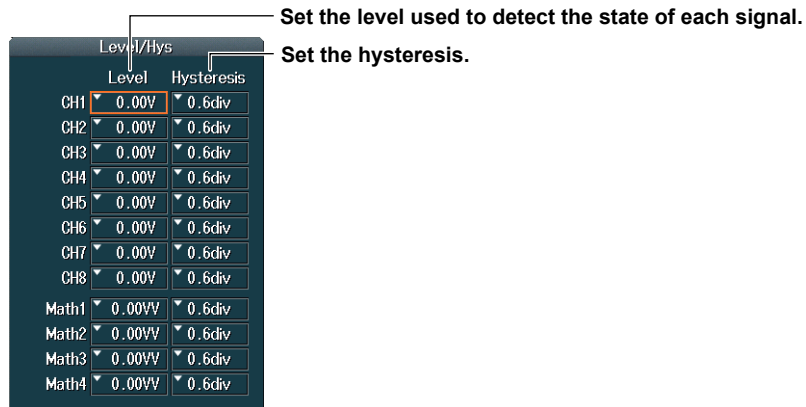 Set the level used to detect the state of each signal.
Level/Hys
Set the hysteresis.
Level Hysteresis
CH1 0.00V 0.6div
CH2 0.00V 0.6div
CH3 0.00V 0.6div
CH4 0.00V 0.6div
CH5 0.00V 0.6div
CH6 0.00V 0.6div
CH7 0.00V 0.6div
CH8 0.00V 0.6div
Math1 0.00VV 0.6div
Math2 0.00VV 0.6div
Math3 0.00VV 0.6div
Math4 0.00VV 0.6div